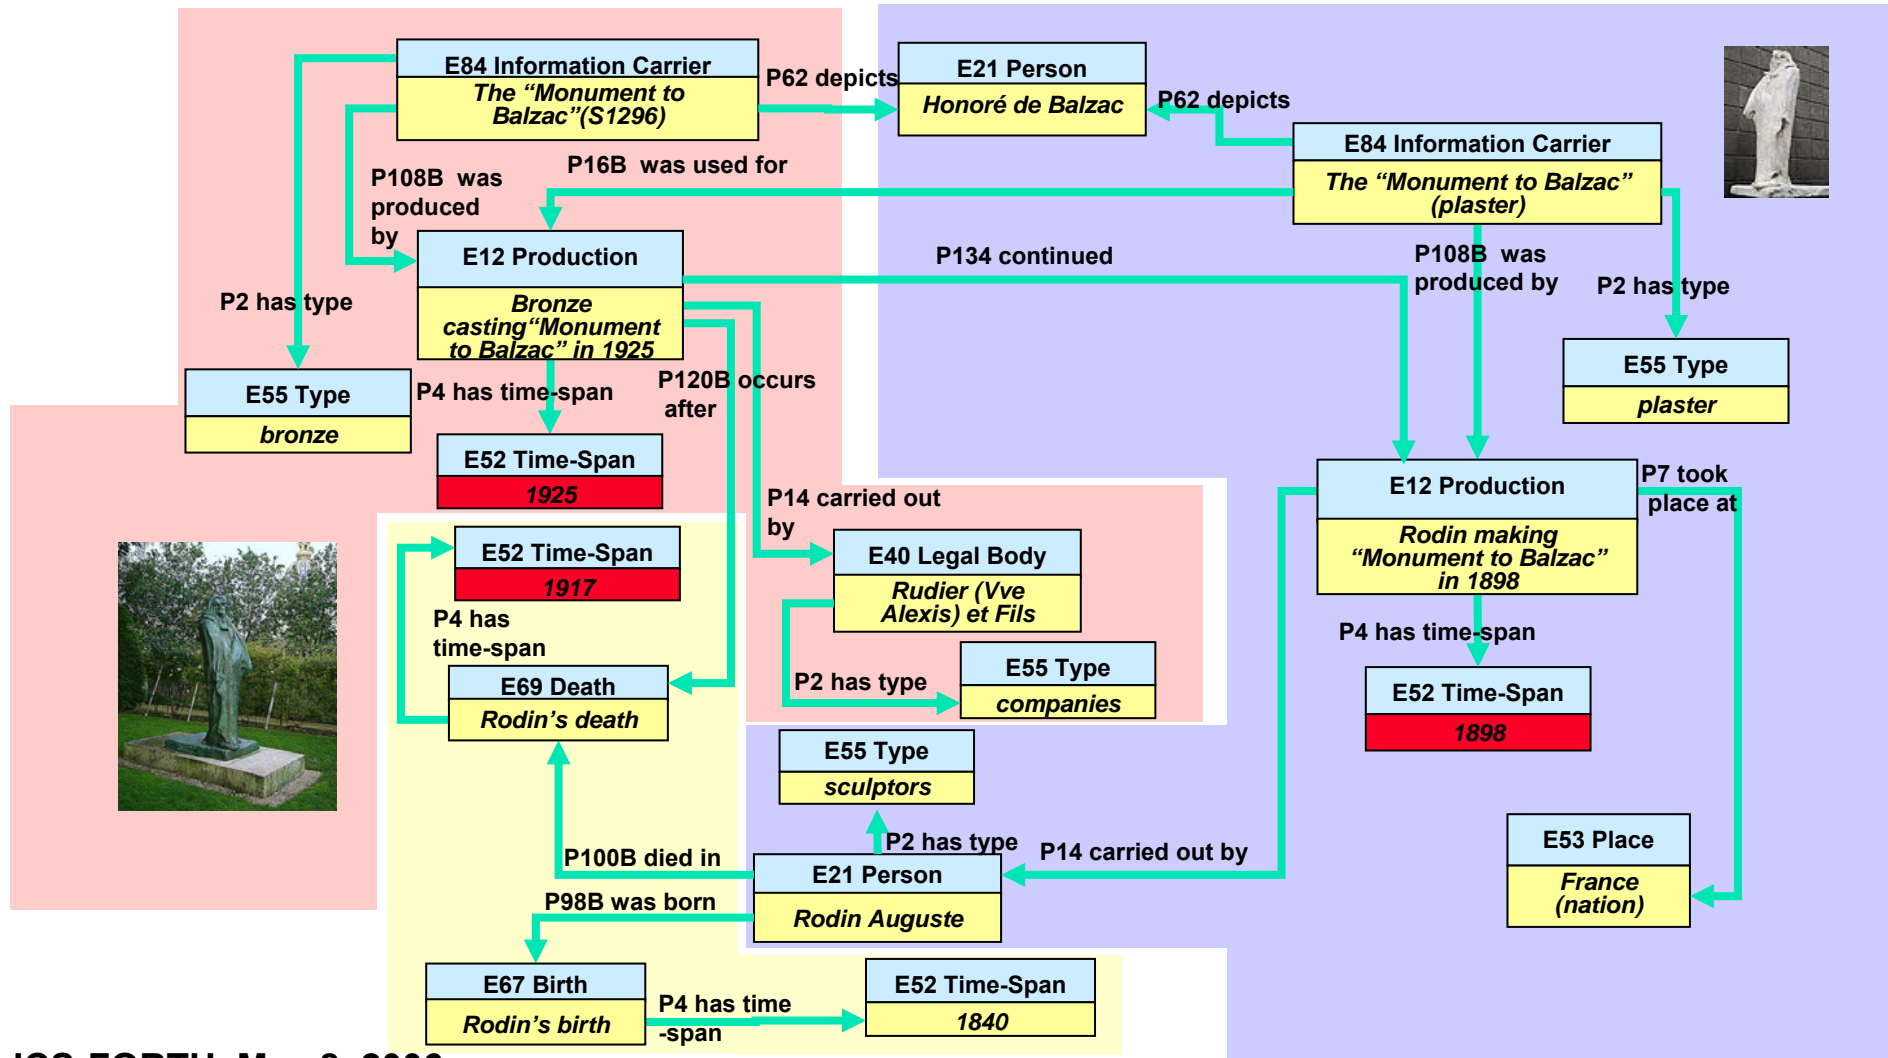 E84 Information Carrier
The “Monument to
Balzac”(S1296)
P62 depicts
E21 Person
Honoré de Balzac
P62 depicts
E84 Information Carrier
The “Monument to Balzac”
(plaster)
P16B was used for
P108B was
produced
by
E12 Production
Bronze
casting“Monument
to Balzac” in 1925
P134 continued
P108B was
produced by
P2 has type
P2 has type
E55 Type
bronze
P4 has time-span
P120B occurs
after
E55 Type
plaster
E52 Time-Span
1925
P14 carried out
by
E12 Production
Rodin making
“Monument to Balzac”
in 1898
P7 took
place at
E52 Time-Span
1917
E40 Legal Body
Rudier (Vve
Alexis) et Fils
P4 has
time-span
P4 has time-span
E69 Death
Rodin’s death
P2 has type
E55 Type
companies
E52 Time-Span
1898
E55 Type
sculptors
P2 has type
P100B died in
P14 carried out by
E21 Person
Rodin Auguste
E53 Place
France
(nation)
P98B was born
E67 Birth
Rodin’s birth
P4 has time
-span
E52 Time-Span
1840